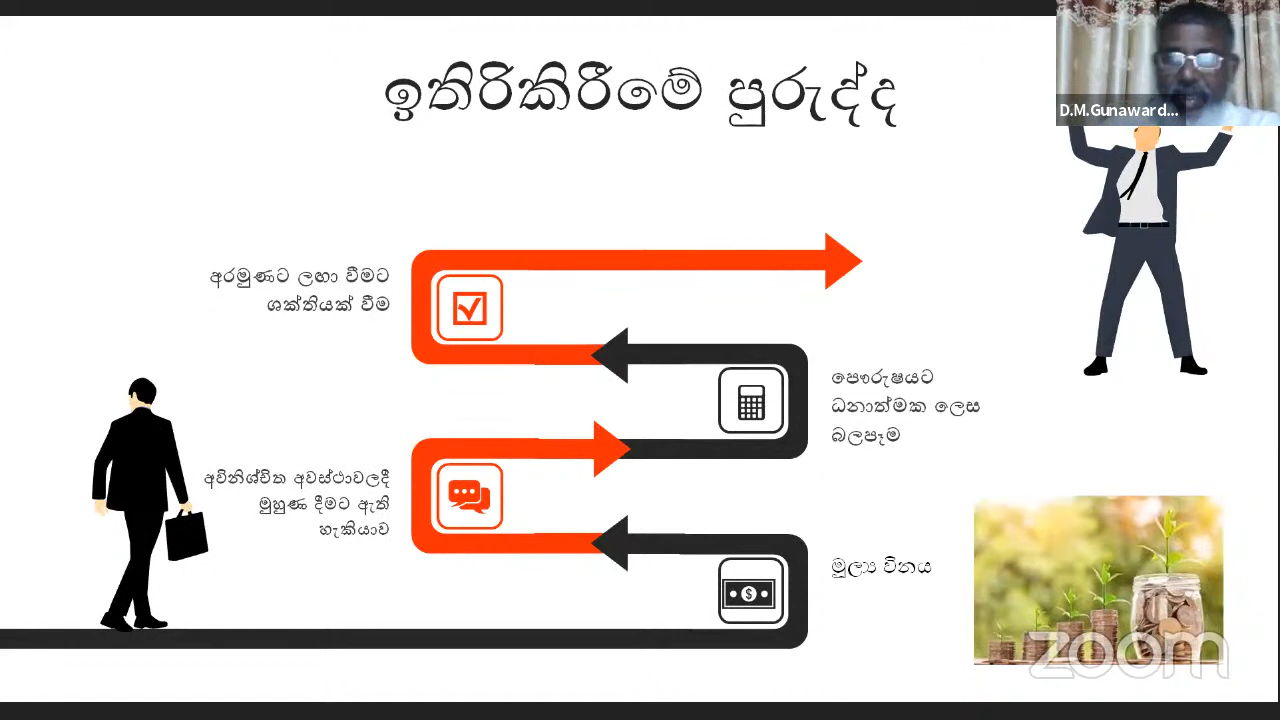 ඉතිරිකිරීමේ පුරුද්ද
D.M.Gunaward...
අරමුණට ලඟා වීමට
ශක්තියක් වීම
පෞරුෂයට
ධනාත්මක ලෙස
බලපෑම
අවිනිශ්චිත අවස්ථාවලදී
මුහුණ දීමට ඇති
හැකියාව
මුල්‍ය විනය
zoom